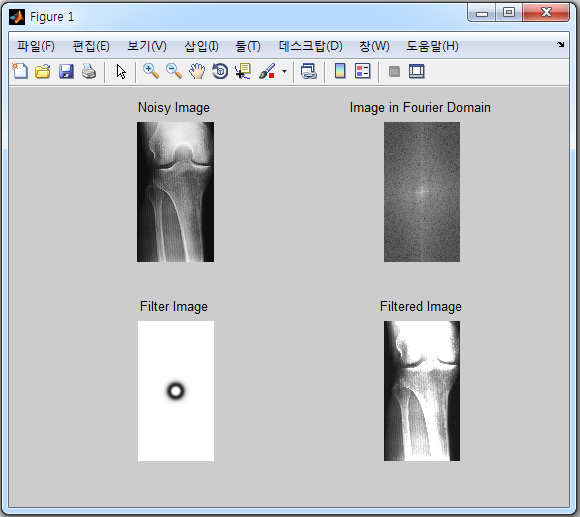 Figure 1
파일(F) 편집(E) 보기(V) 삽입(I) 툴(T) 데스크탑(D) 창(W) 도움말(H)
Noisy Image
Image in Fourier Domain
Filter Image
Filtered Image